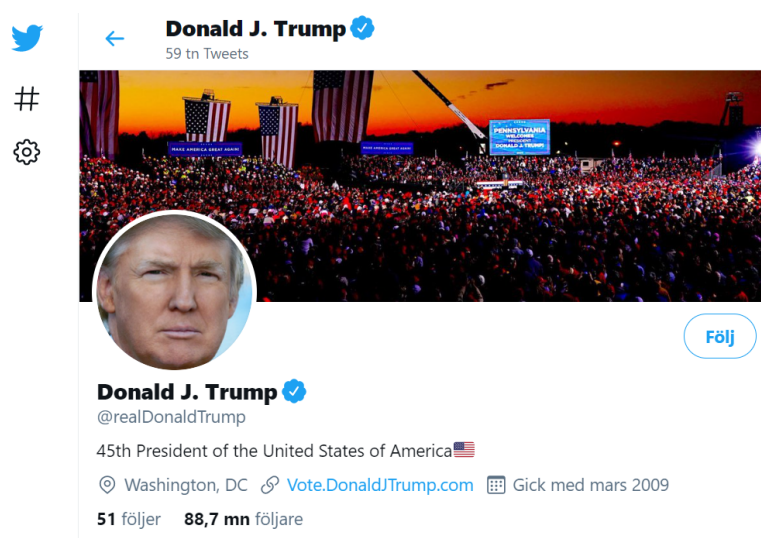 Donald J. Trump
59 tn Tweets
MAKE AMERICA GREAT AGAIN!
PENNSYLVANIA
WELCOMES
PRESIDENT
DONALD J. TRUMP!
Följ
Donald J. Trump
@realDonaldTrump
45th President of the United States of America🇺🇸
Washington, DC Vote.DonaldJTrump.com Gick med mars 2009
51 följer 88,7 mn följare